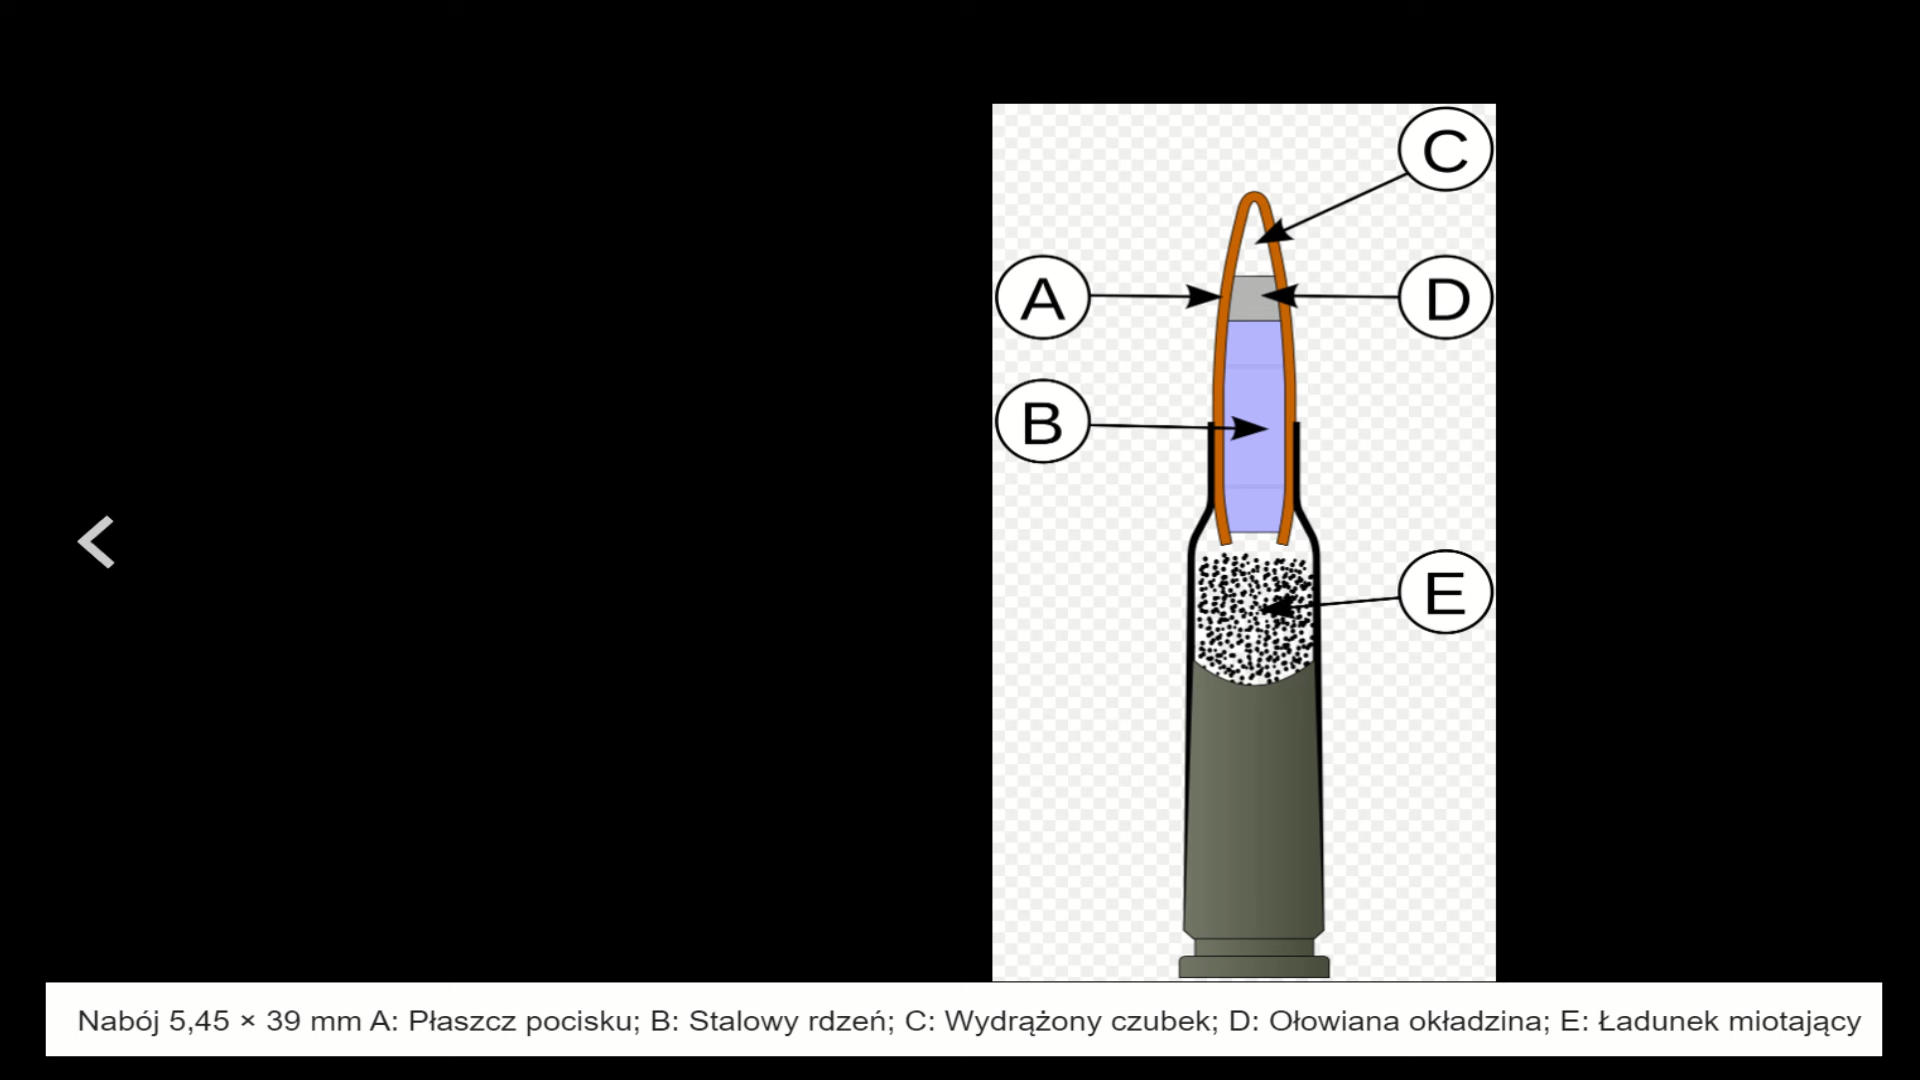 C
A
D
B
E
Nabój 5,45 × 39 mm A: Płaszcz pocisku; B: Stalowy rdzeń; C: Wydrążony czubek; D: Ołowiana okładzina; E: Ładunek miotający